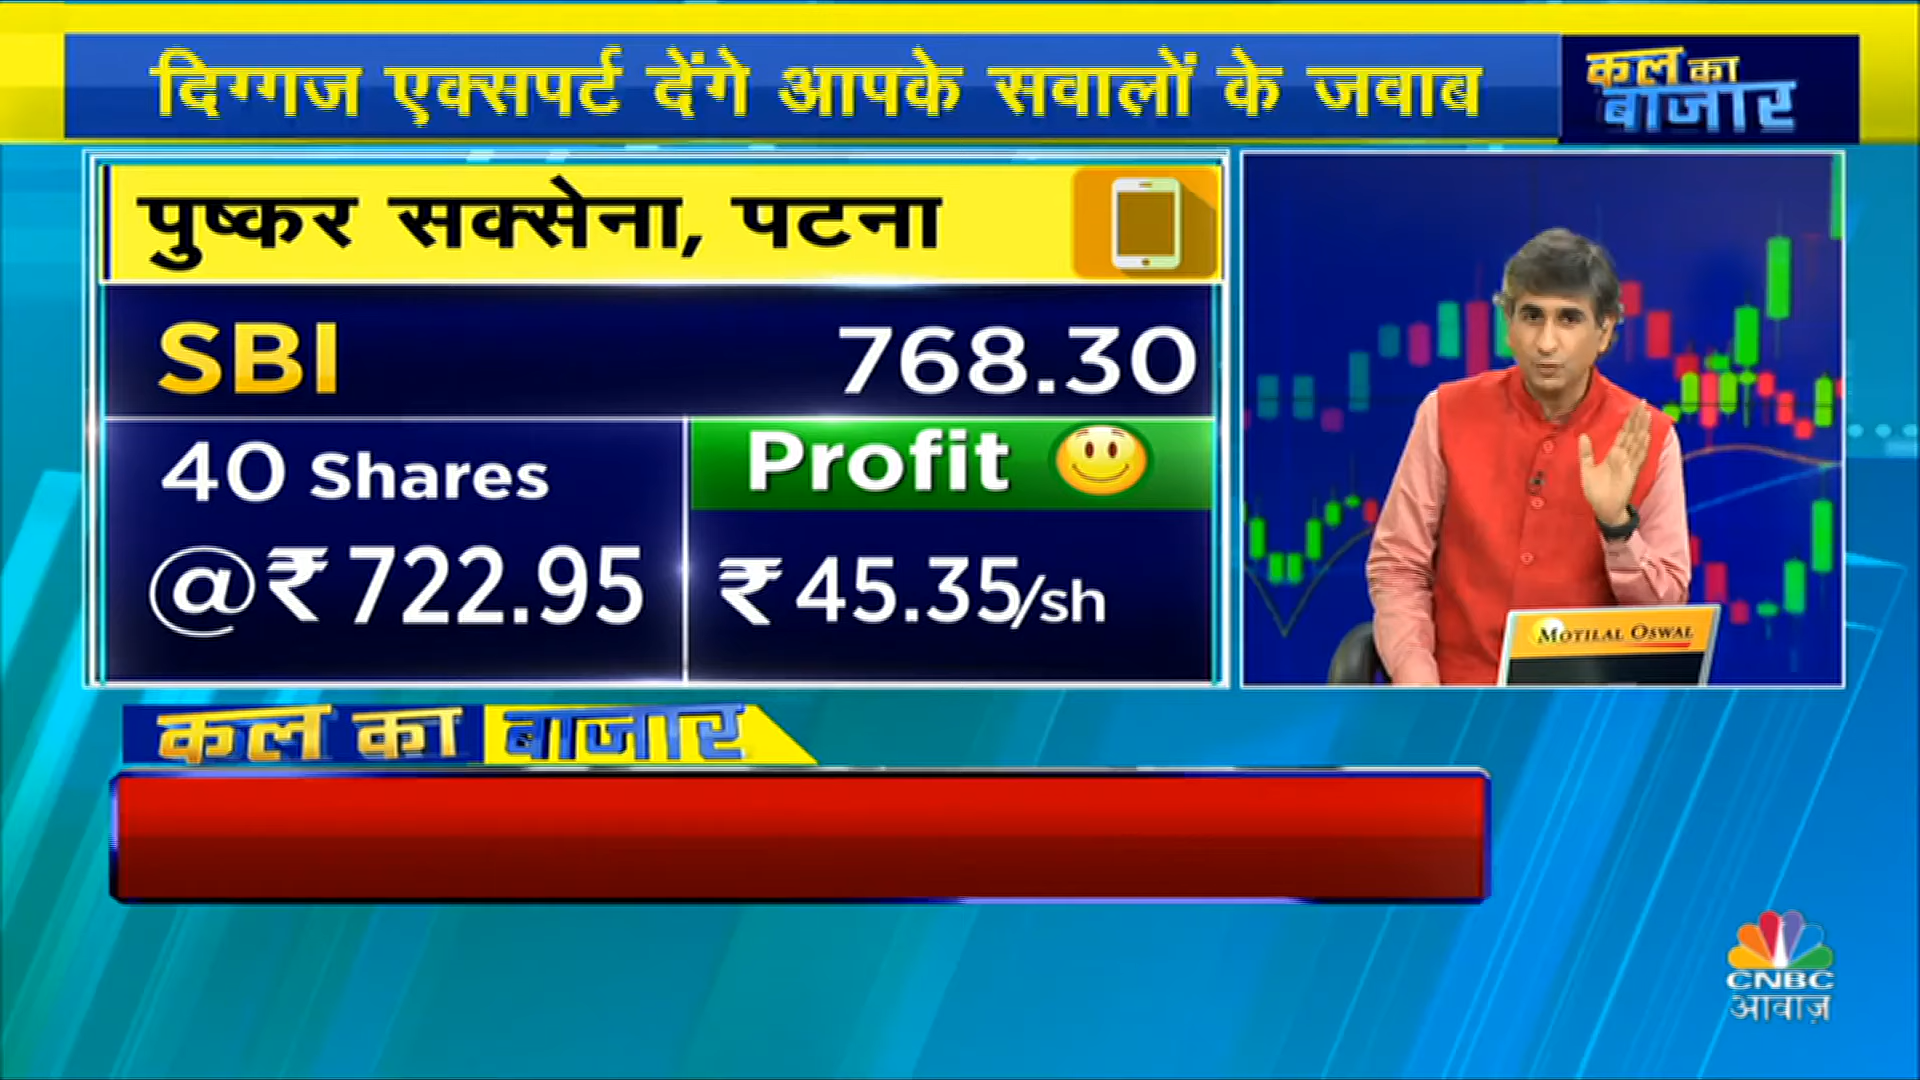 दिग्गज एक्सपर्ट देंगे आपके सवालों के जवाब
कल का
बाजार
पुष्कर सक्सेना, पटना
SBI 768.30
40 Shares
@₹722.95
Profit
₹45.35/sh
MOTILAL OSWAL
कल का बाजार
CNBC
आवाज़